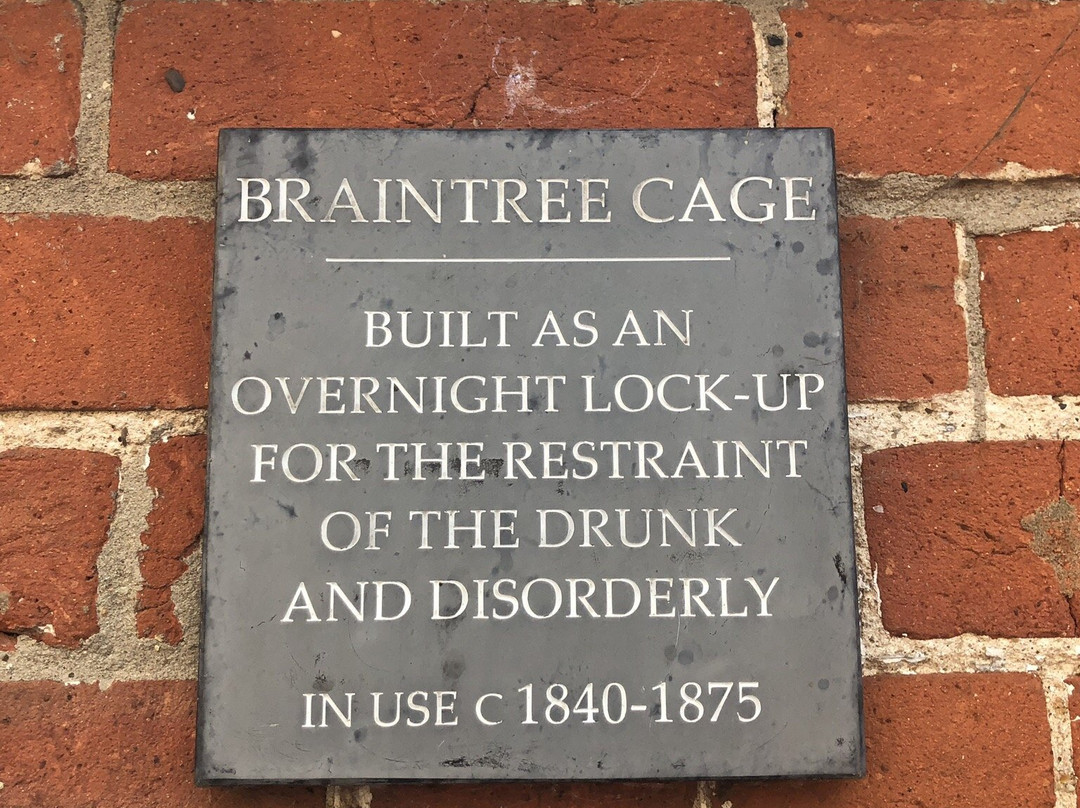 BRAINTREE CAGE
BUILT AS AN
OVERNIGHT LOCK-UP
FOR THE RESTRAINT
OF THE DRUNK
AND DISORDERLY
IN USE C 1840-1875